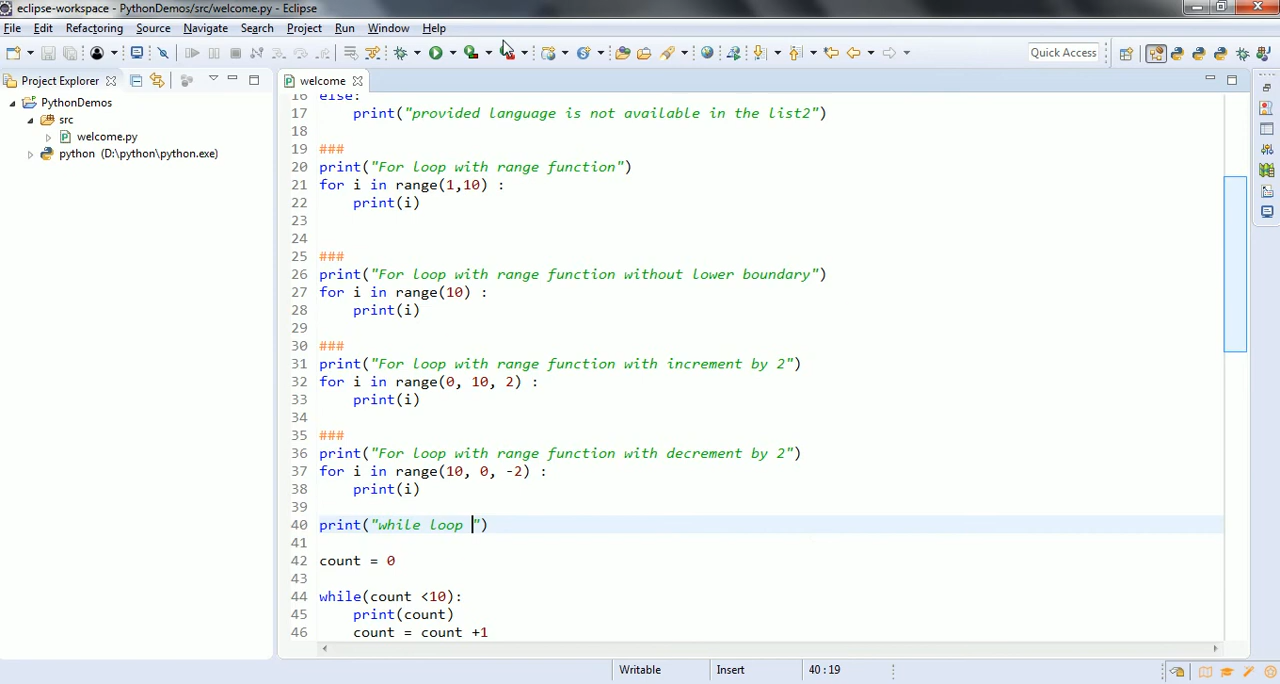 eclipse-workspace - PythonDemos/src/welcome.py - Eclipse
File Edit Refactoring Source Navigate Search Project Run Window Help
Quick Access
Project Explorer
welcome
PythonDemos
src
welcome.py
python (D:\python\python.exe)
16 else:
17 print("provided language is not available in the list2")
18
19 ###
20 print("For loop with range function")
21 for i in range(1,10) :
22 print(i)
23
24
25 ###
26 print("For loop with range function without lower boundary")
27 for i in range(10) :
28 print(i)
29
30 ###
31 print("For loop with range function with increment by 2")
32 for i in range(0, 10, 2) :
33 print(i)
34
35 ###
36 print("For loop with range function with decrement by 2")
37 for i in range(10, 0, -2) :
38 print(i)
39
40 print("while loop ")
41
42 count = 0
43
44 while(count <10):
45 print(count)
46 count = count +1
Writable Insert 40:19